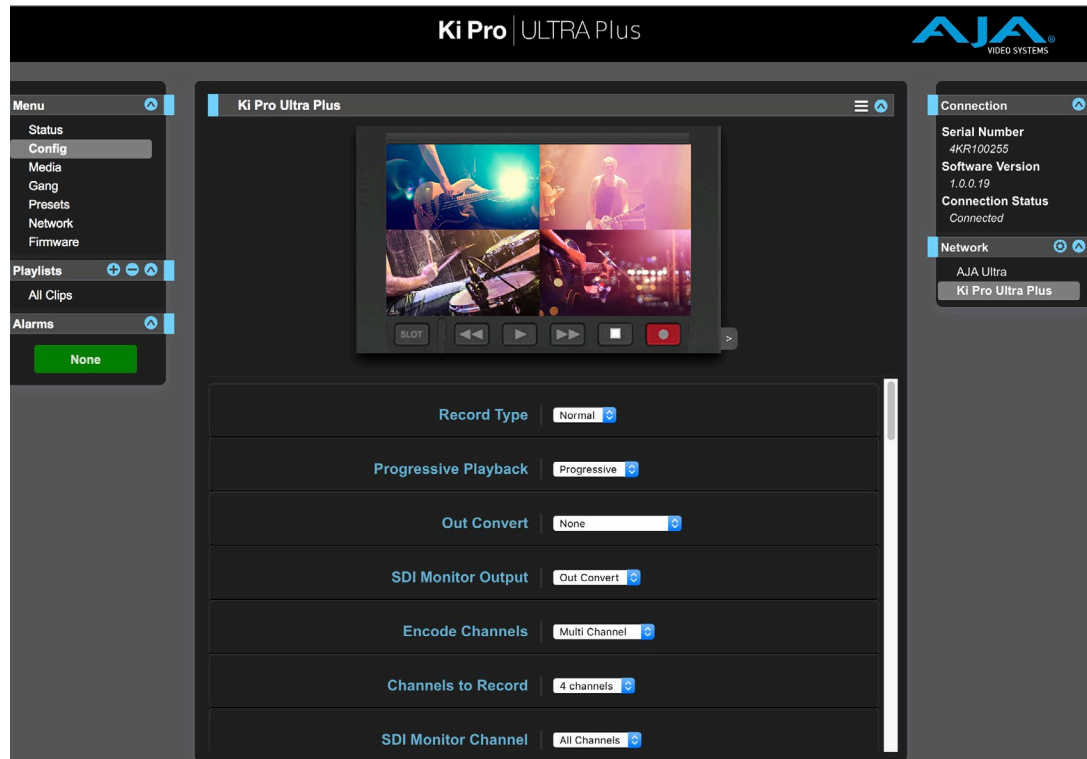 Ki Pro ULTRA Plus
AJA
VIDEO SYSTEMS
Menu
Status
Config
Media
Gang
Presets
Network
Firmware
Playlists
All Clips
Alarms
None
Ki Pro Ultra Plus
SLOT
>
Record Type Normal
Progressive Playback Progressive
Out Convert None
SDI Monitor Output Out Convert
Encode Channels Multi Channel
Channels to Record 4 channels
SDI Monitor Channel All Channels
Connection
Serial Number
4KR100255
Software Version
1.0.0.19
Connection Status
Connected
Network
AJA Ultra
Ki Pro Ultra Plus